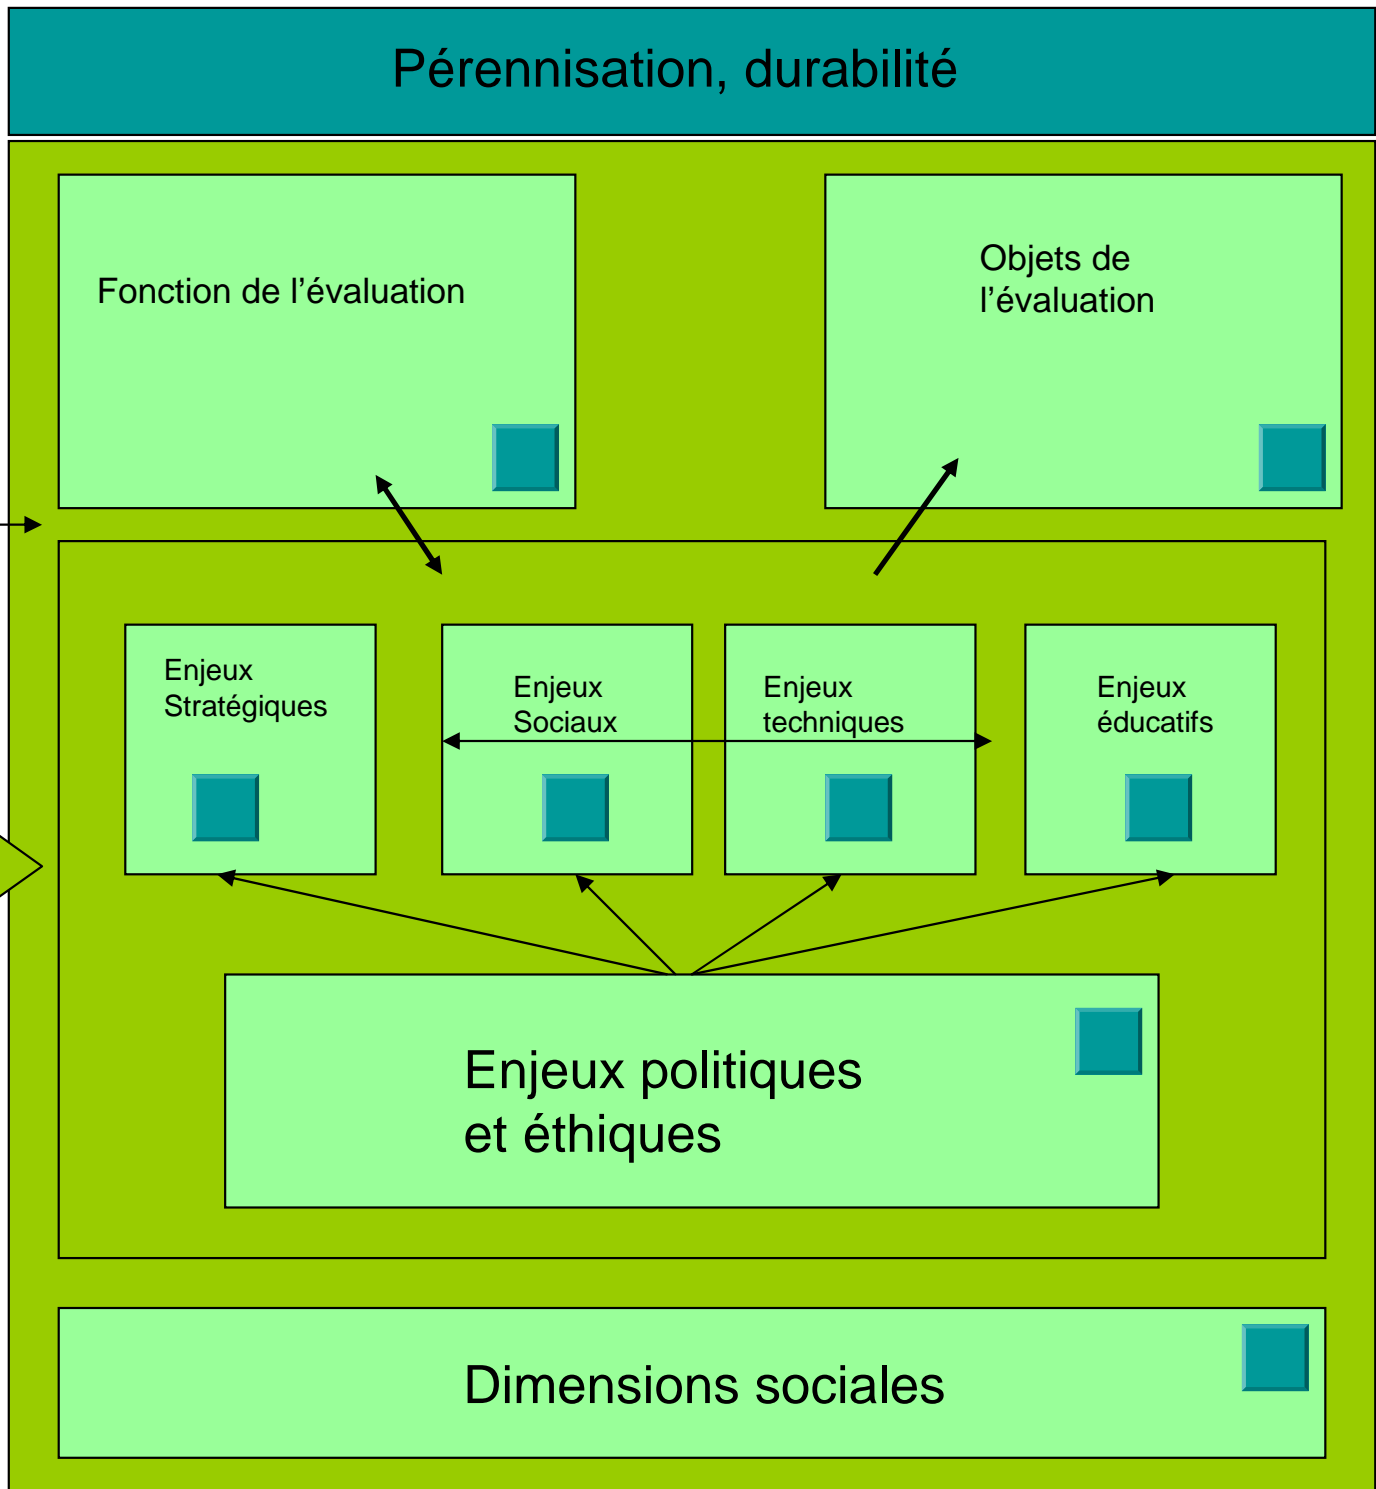 Pérennisation, durabilité
Fonction de l’évaluation
Objets de
l’évaluation
Enjeux
Stratégiques
Enjeux
Sociaux
Enjeux
techniques
Enjeux
éducatifs
Enjeux politiques
et éthiques
Dimensions sociales